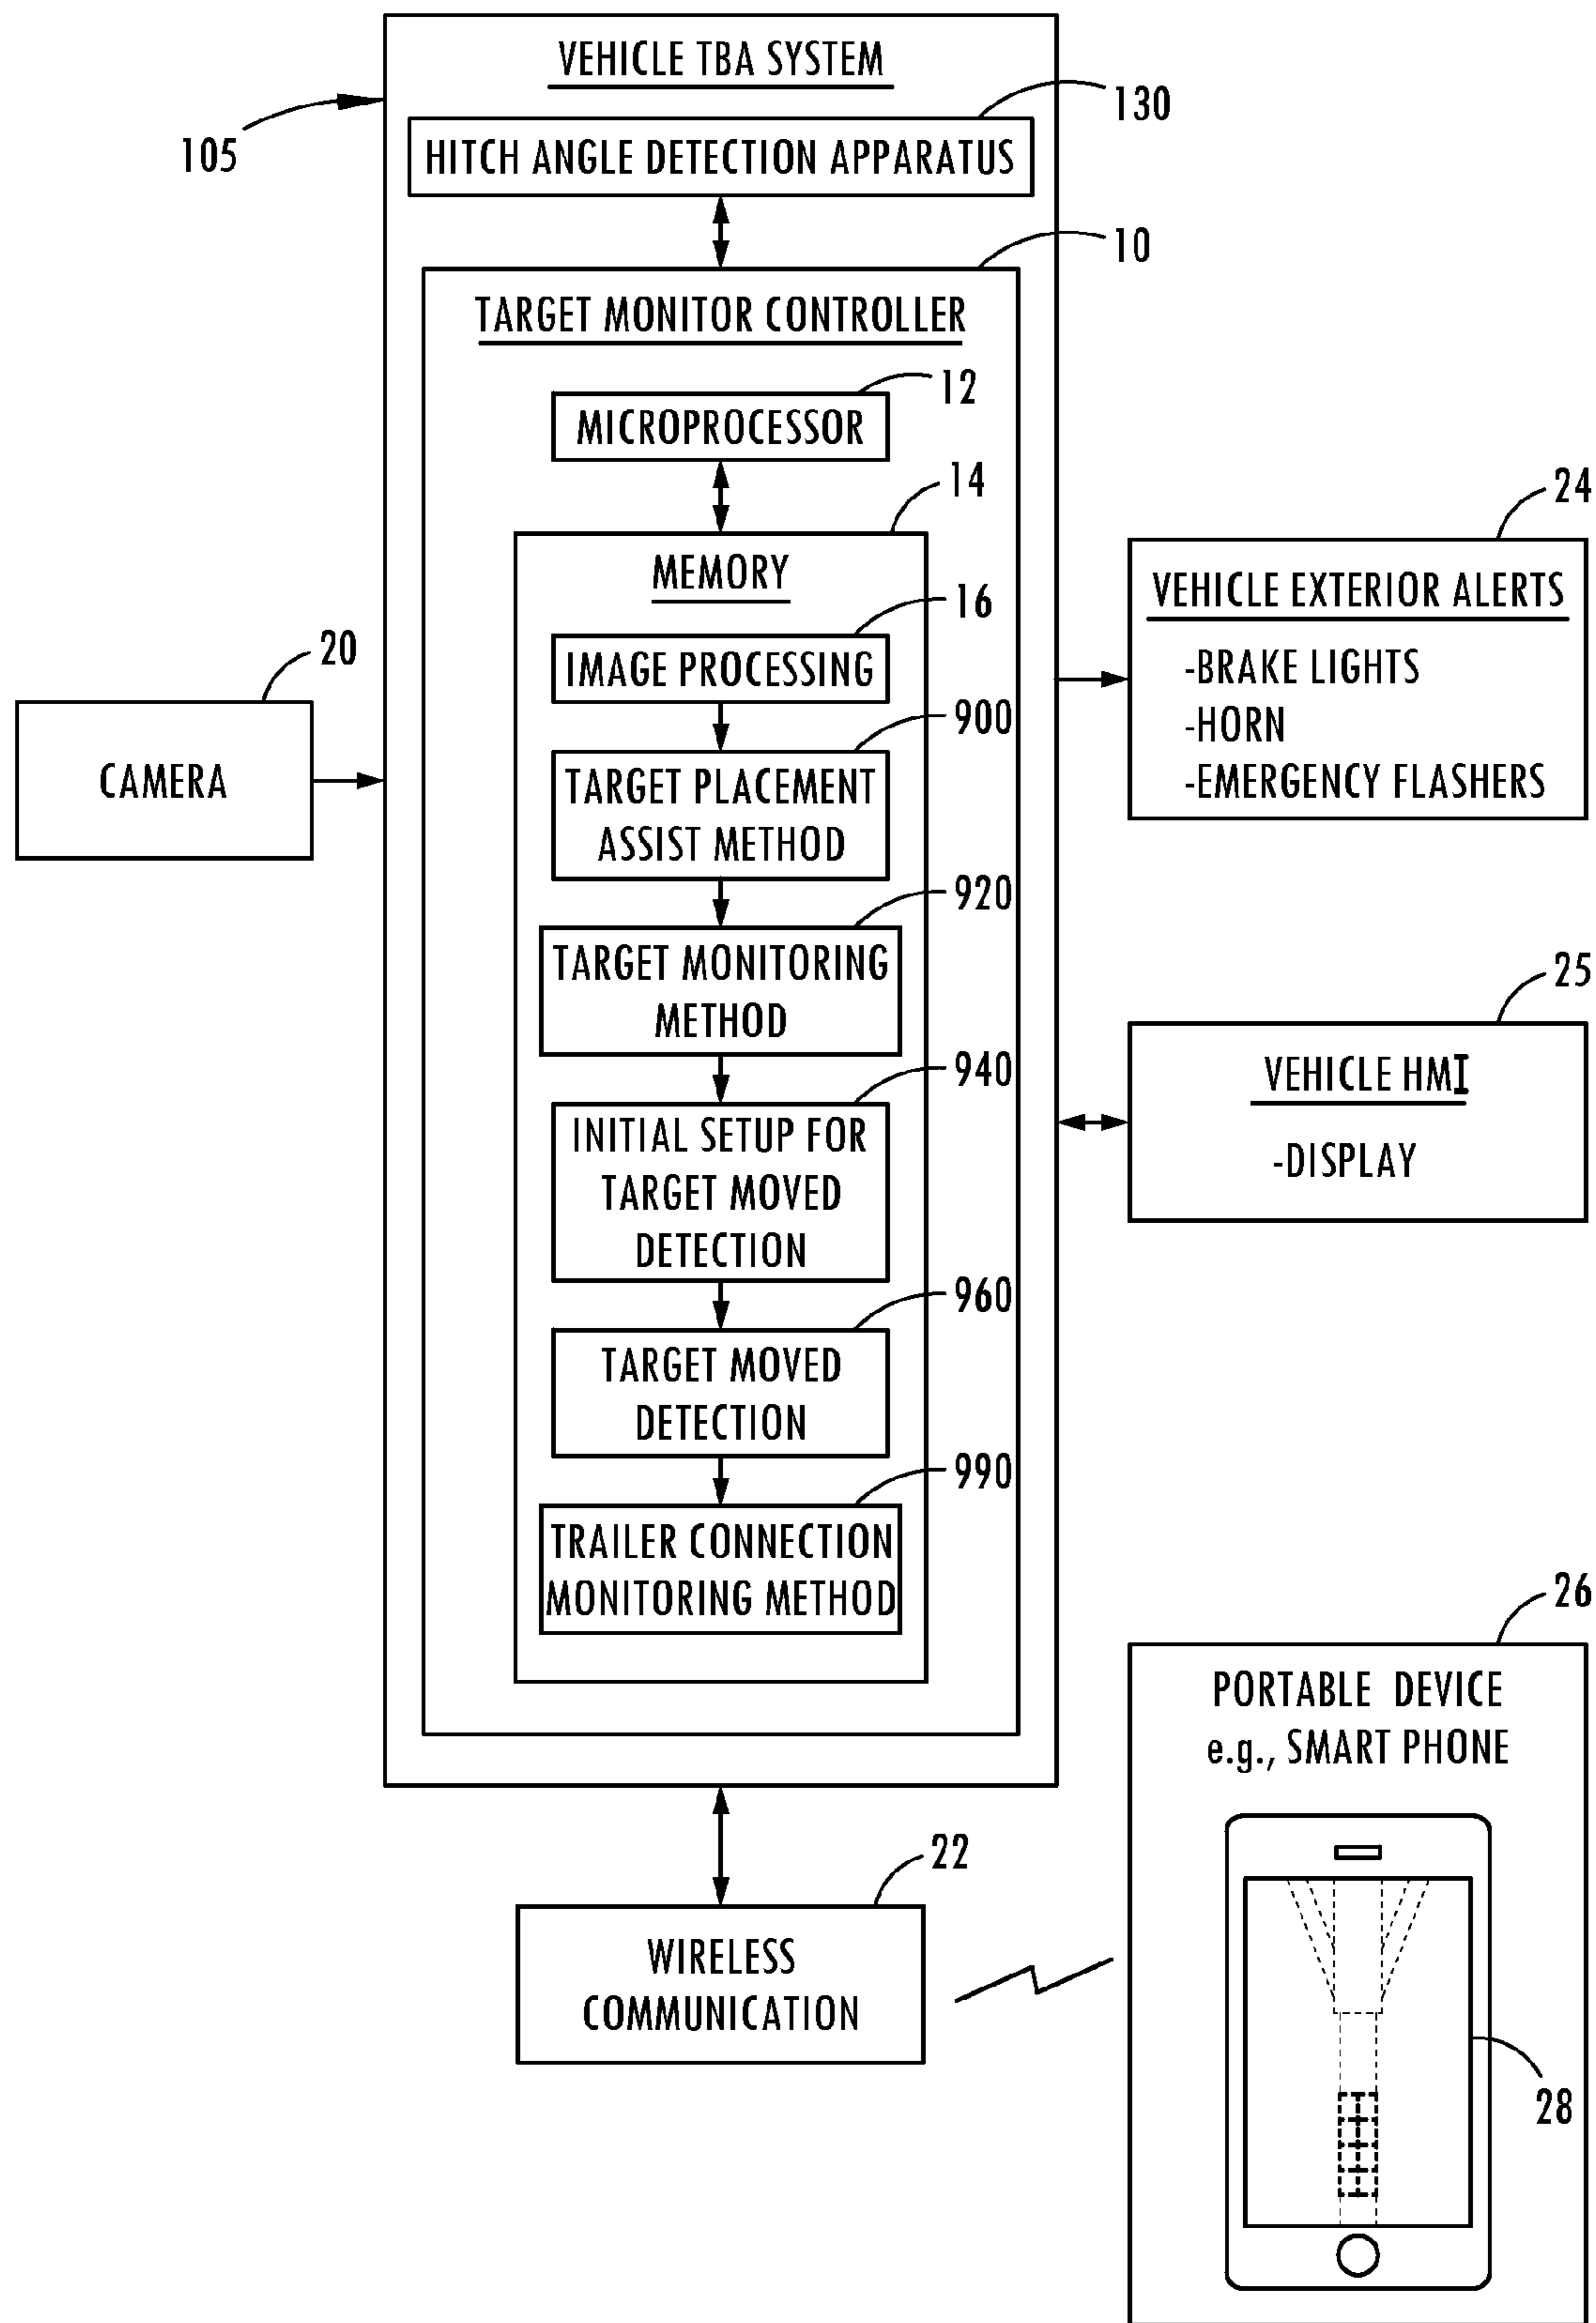 VEHICLE TBA SYSTEM
130
105
HITCH ANGLE DETECTION APPARATUS
10
TARGET MONITOR CONTROLLER
12
MICROPROCESSOR
14
MEMORY
16
IMAGE PROCESSING
900
TARGET PLACEMENT
ASSIST METHOD
920
TARGET MONITORING
METHOD
940
INITIAL SETUP FOR
TARGET MOVED
DETECTION
960
TARGET MOVED
DETECTION
990
TRAILER CONNECTION
MONITORING METHOD
20
CAMERA
24
VEHICLE EXTERIOR ALERTS
-BRAKE LIGHTS
-HORN
-EMERGENCY FLASHERS
25
VEHICLE HMI
-DISPLAY
22
WIRELESS
COMMUNICATION
26
PORTABLE DEVICE
e.g., SMART PHONE
28